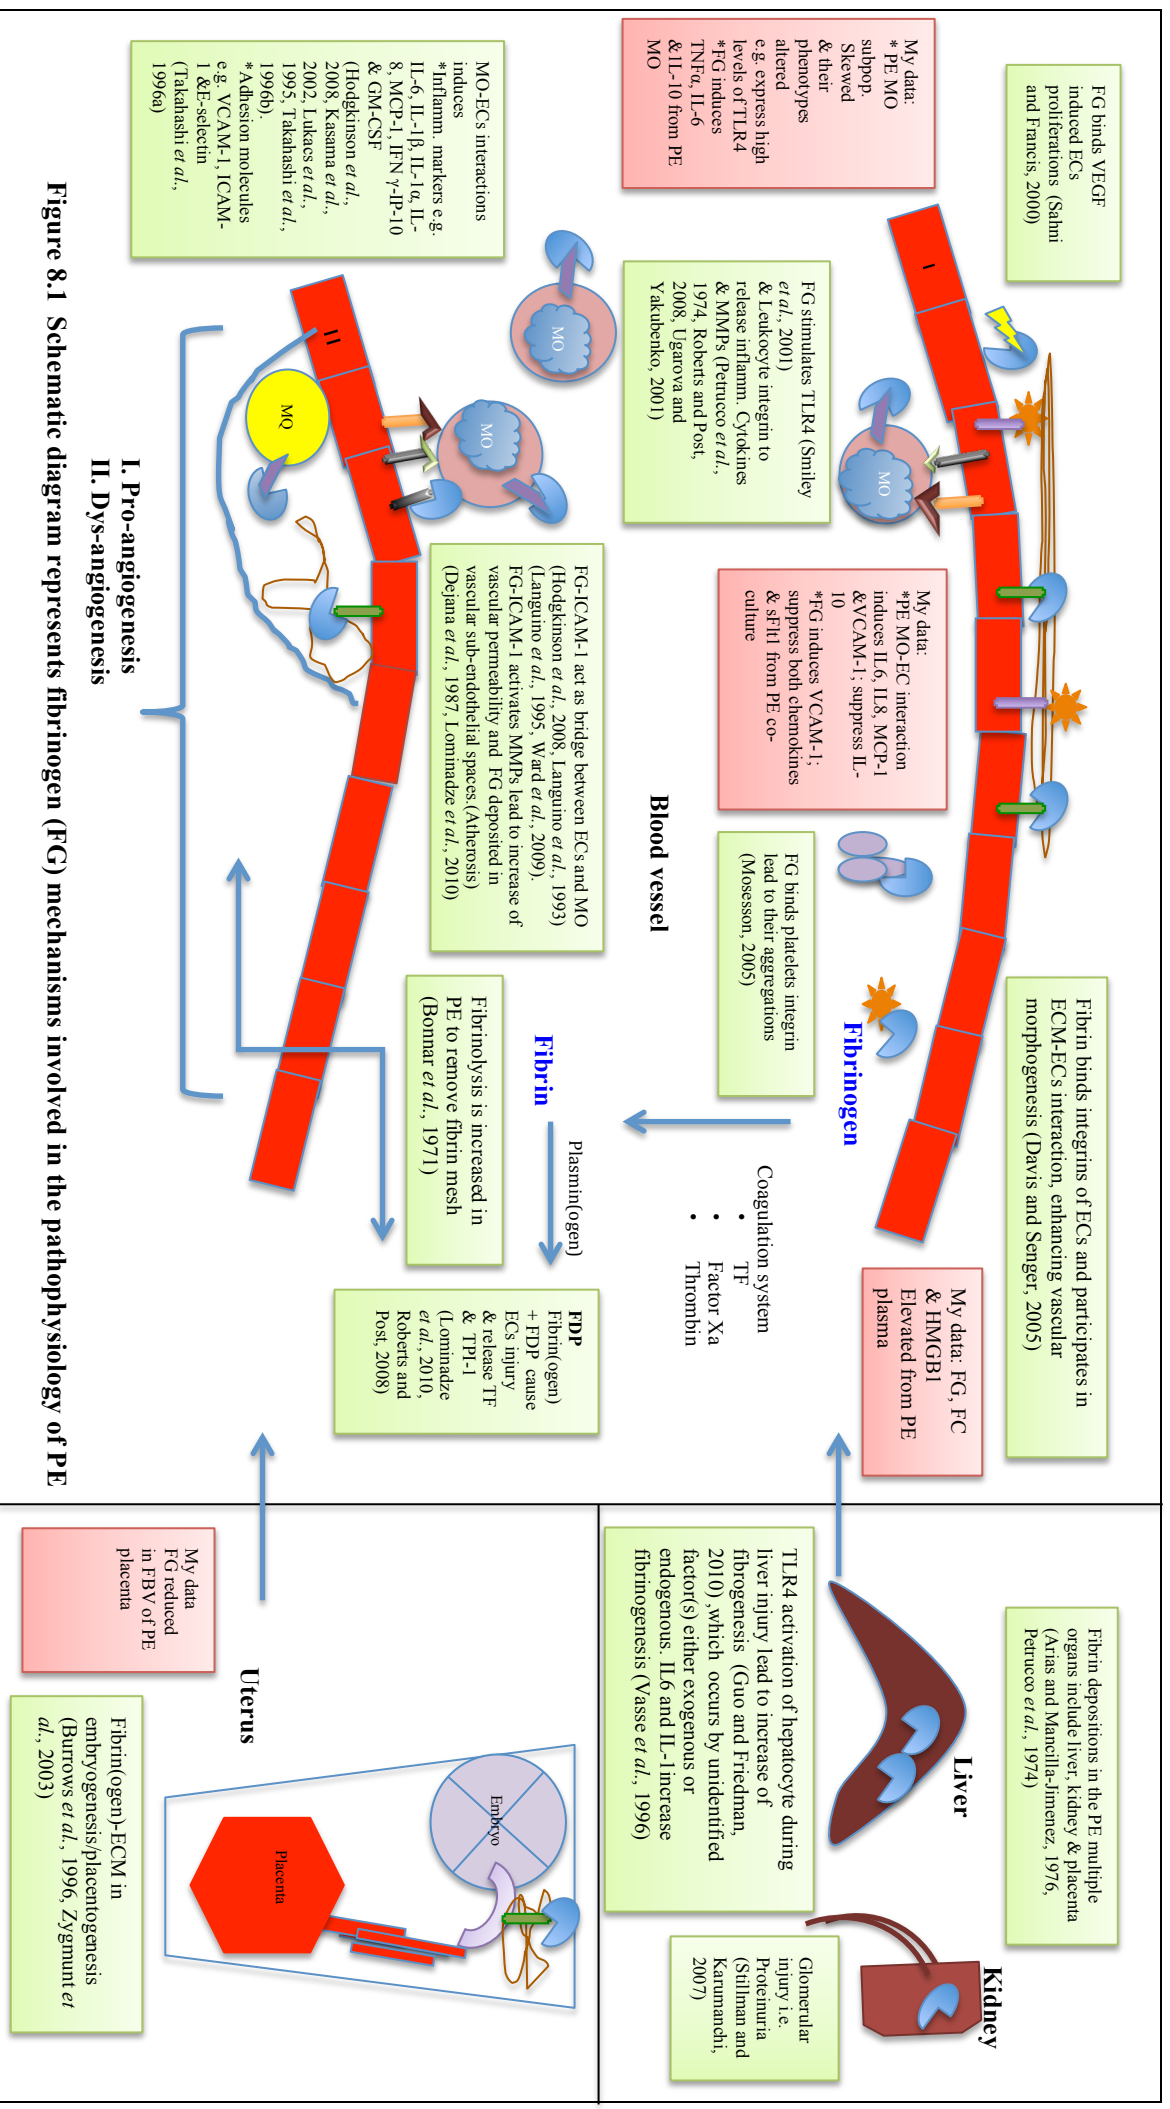 FG binds VEGF
induced ECs
proliferations (Sahni
and Francis, 2000)
Fibrin binds integrins of ECs and participates in
ECM-ECs interaction, enhancing vascular
morphogenesis (Davis and Senger, 2005)
My data:
* PE MO
subpop.
Skewed
& their
phenotypes
altered
e.g. express high
levels of TLR4
*FG induces
TNFα, IL-6
&1L-10 from PE
MO
I
MO
FG stimulates TLR4 (Smiley
et al., 2001)
& Leukocyte integrin to
release inflamm. Cytokines
& MMPs (Petrucco et al.,
1974, Roberts and Post,
2008, Ugarova and
Yakubenko, 2001)
My data:
*PE MO-EC interaction
induces IL6, IL8, MCP-1
&VCAM-1; suppress IL-
10
*FG induces VCAM-1;
suppress both chemokines
& sFlt1 from PE co-
culture
FG binds platelets integrin
lead to their aggregations
(Mosesson, 2005)
Fibrinogen
My data: FG, FC
& HMGB1
Elevated from PE
plasma
Coagulation system
• TF
• Factor Xa
• Thrombin
Blood vessel
MO-ECs interactions
induces
*Inflamm. markers e.g.
IL-6, IL-1β, IL-1α, IL-
8, MCP-1, IFN γ-IP-10
& GM-CSF
(Hodgkinson et al.,
2008, Kasama et al.,
2002, Lukacs et al.,
1995, Takahashi et al.,
1996b).
*Adhesion molecules
e.g. VCAM-1, ICAM-
1 &E-selectin
(Takahashi et al.,
1996a)
MO
MO
II
MQ
FG-ICAM-1 act as bridge between ECs and MO
(Hodgkinson et al., 2008, Languino et al., 1993)
(Languino et al., 1995, Ward et al., 2009).
FG-ICAM-1 activates MMPs lead to increase of
vascular permeability and FG deposited in
vascular sub-endothelial spaces.(Atherosis)
(Dejana et al., 1987, Lominadze et al., 2010)
Fibrin
Plasmin(ogen)
Fibrinolysis is increased in
PE to remove fibrin mesh
(Bonnar et al., 1971)
FDP
Fibrin(ogen)
+ FDP cause
ECs injury
& release TF
& TPI-1
(Lominadze
et al., 2010,
Roberts and
Post, 2008)
I. Pro-angiogenesis
II. Dys-angiogenesis
Fibrin depositions in the PE multiple
organs include liver, kidney & placenta
(Arias and Mancilla-Jimenez, 1976,
Petrucco et al., 1974)
Liver
Kidney
TLR4 activation of hepatocyte during
liver injury lead to increase of
fibrogenesis (Guo and Friedman,
2010) ,which occurs by unidentified
factor(s) either exogenous or
endogenous. IL6 and IL-1increase
fibrinogenesis (Vasse et al., 1996)
Glomerular
injury i.e.
Proteinuria
(Stillman and
Karumanchi,
2007)
Embryo
Placenta
Uterus
My data
FG reduced
in FBV of PE
placenta
Fibrin(ogen)-ECM in
embryogenesis/placentogenesis
(Burrows et al., 1996, Zygmunt et
al., 2003)
Figure 8.1 Schematic diagram represents fibrinogen (FG) mechanisms involved in the pathophysiology of PE